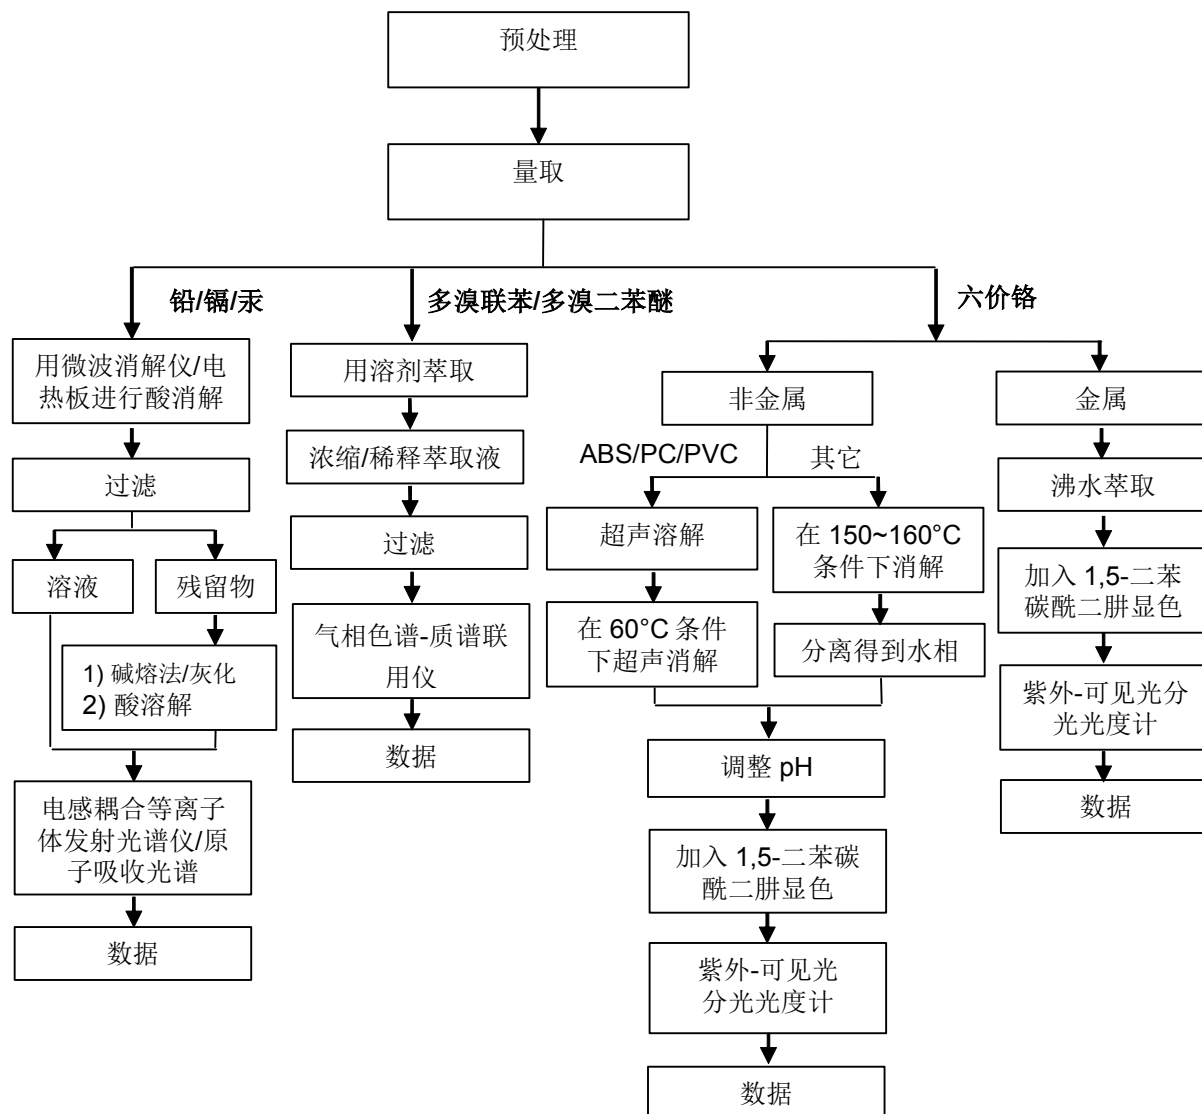 预处理
量取
铅/镉/汞
多溴联苯/多溴二苯醚
六价铬
用微波消解仪/电
热板进行酸消解
过滤
溶液
残留物
1) 碱熔法/灰化
2) 酸溶解
电感耦合等离子
体发射光谱仪/原
子吸收光谱
数据
用溶剂萃取
浓缩/稀释萃取液
过滤
气相色谱-质谱联
用仪
数据
非金属
ABS/PC/PVC
其它
超声溶解
在 60°C 条件
下超声消解
在 150~160°C
条件下消解
分离得到水相
调整 pH
加入 1,5-二苯碳
酰二肼显色
紫外-可见光
分光光度计
数据
金属
沸水萃取
加入 1,5-二苯
碳酰二肼显色
紫外-可见光分
光光度计
数据